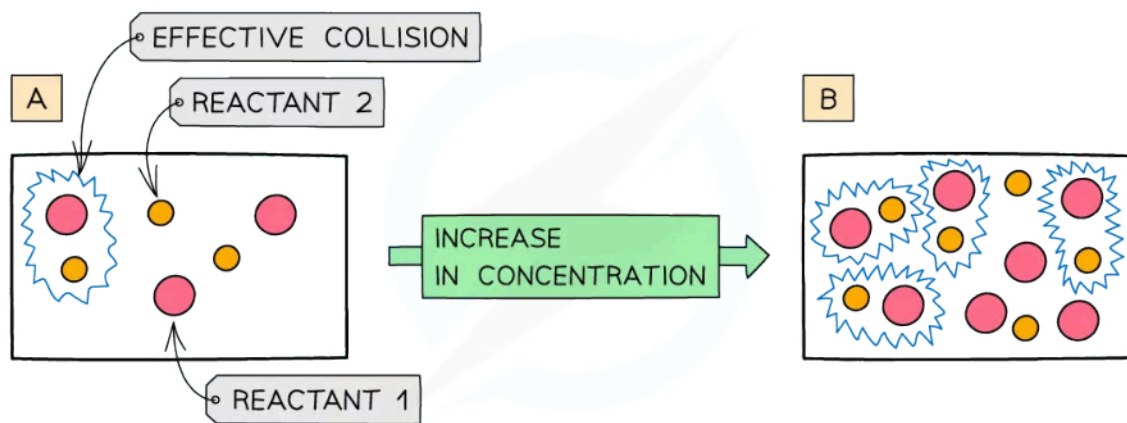 EFFECTIVE COLLISION
A
REACTANT 2
B
INCREASE
IN CONCENTRATION
REACTANT 1